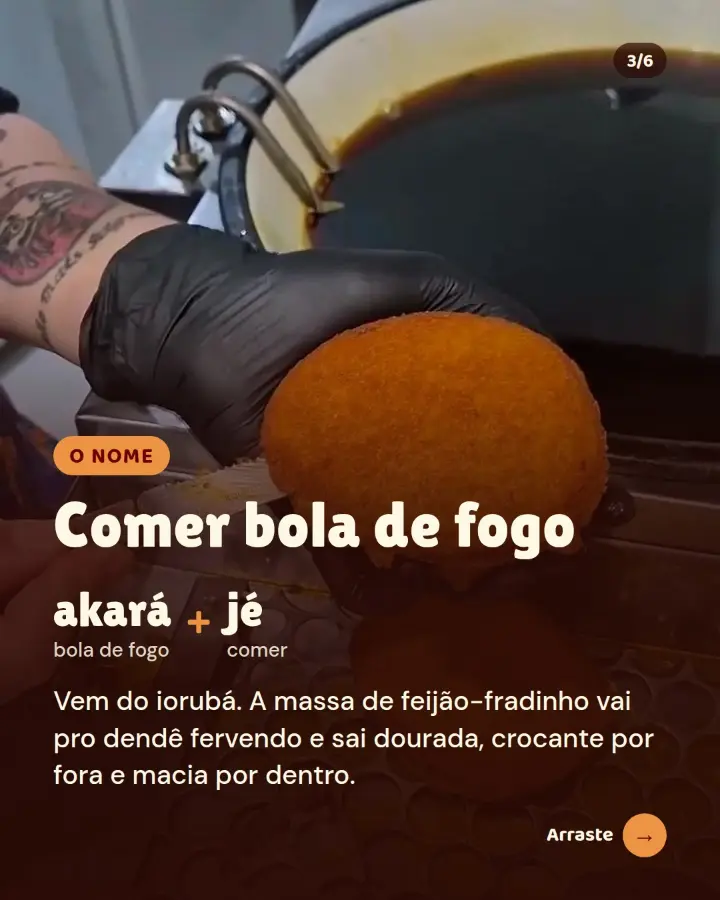 3/6
O NOME
Comer bola de fogo
akará + jé
bola de fogo comer
Vem do iorubá. A massa de feijão-fradinho vai
pro dendê fervendo e sai dourada, crocante por
fora e macia por dentro.
Arraste →